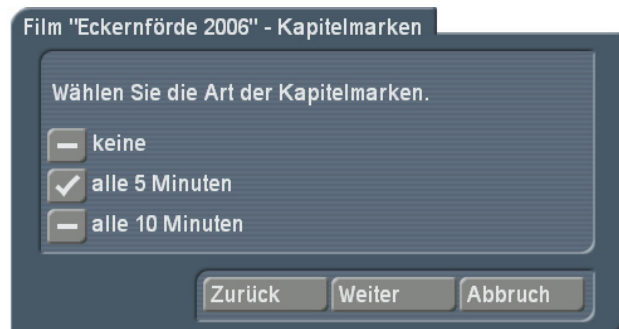 Film "Eckernförde 2006" - Kapitelmarken
Wählen Sie die Art der Kapitelmarken.
keine
alle 5 Minuten
alle 10 Minuten
Zurück Weiter Abbruch